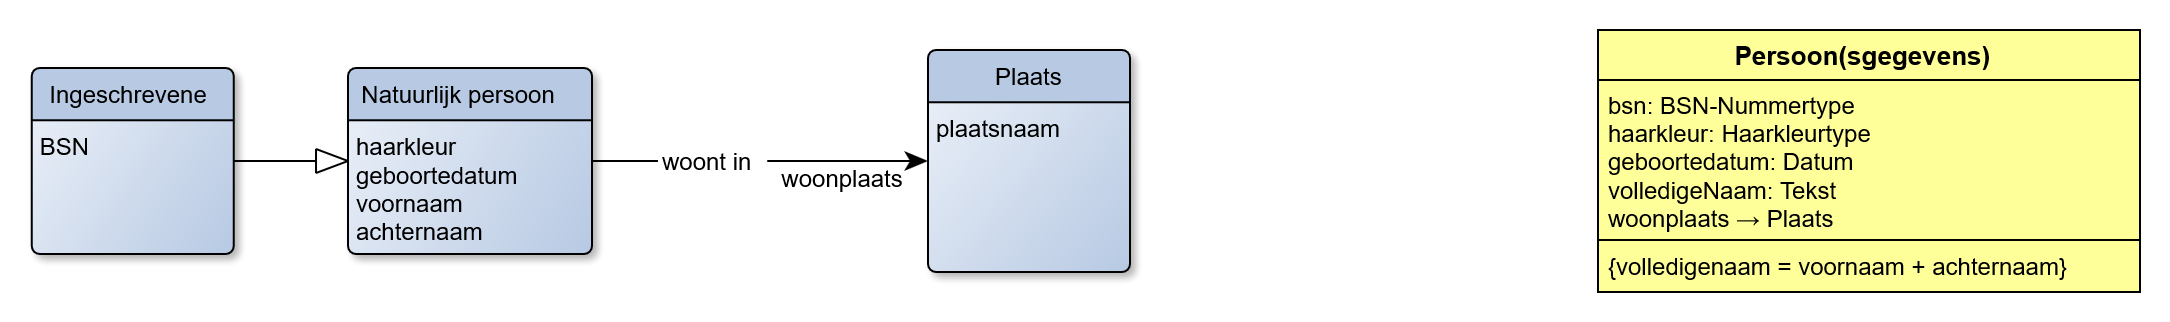 Ingeschrevene
BSN
Natuurlijk persoon
haarkleur
geboortedatum
voornaam
achternaam
woont in
woonplaats
Plaats
plaatsnaam
Persoon(sgegevens)
bsn: BSN-Nummertype
haarkleur: Haarkleurtype
geboortedatum: Datum
volledigeNaam: Tekst
woonplaats → Plaats
{volledigenaam = voornaam + achternaam}